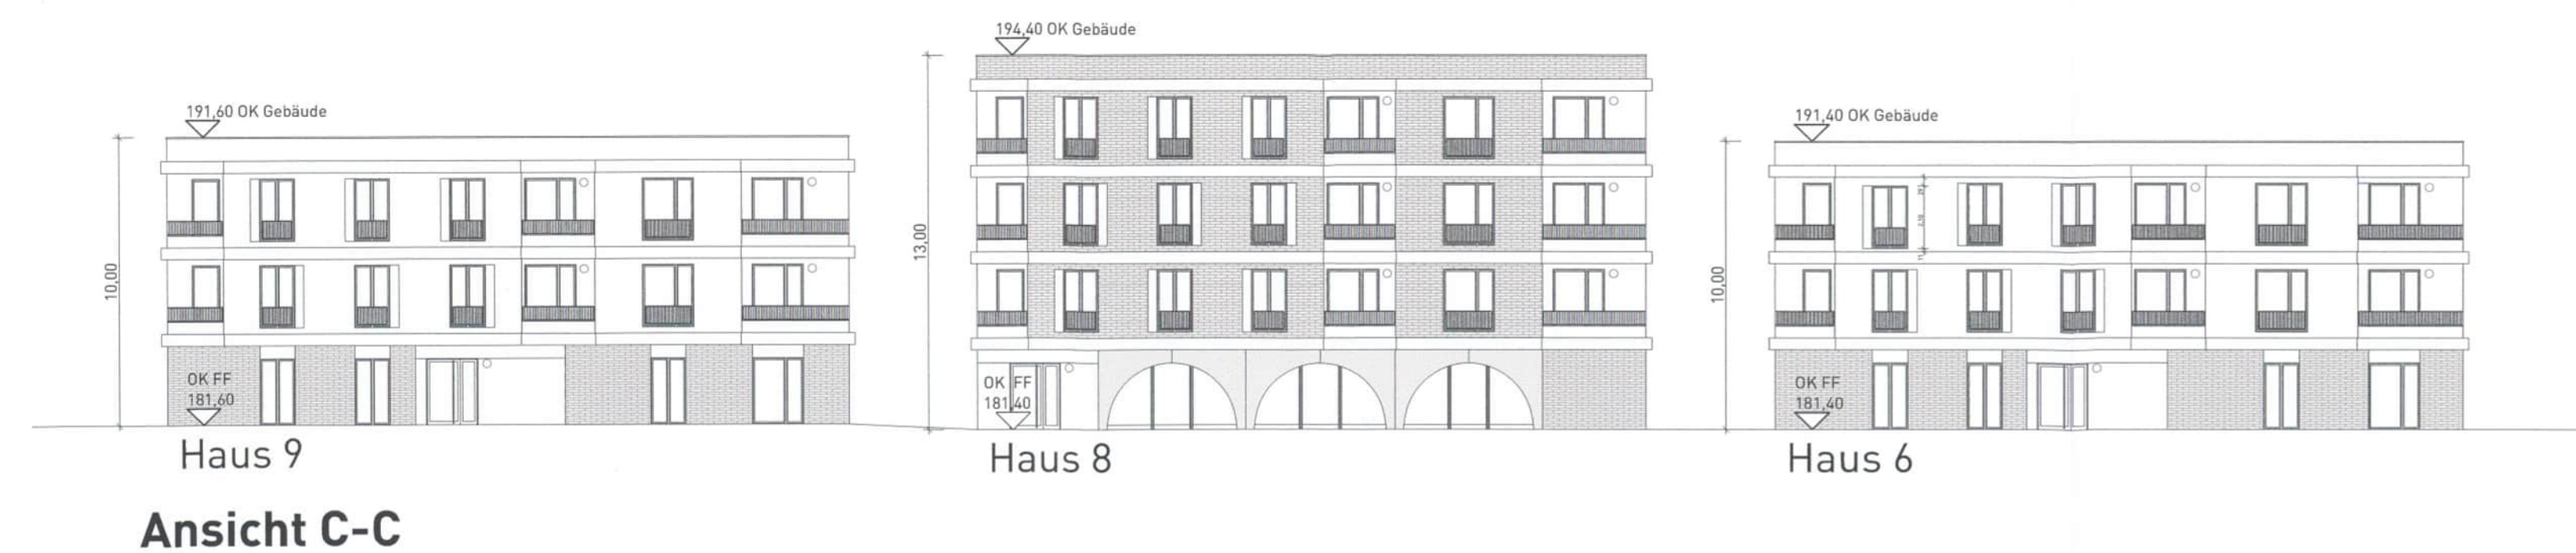 191,60 OK Gebäude
10,00
OK FF
181,60
Haus 9
194,40 OK Gebäude
13,00
OK FF
181,40
Haus 8
191,40 OK Gebäude
10,00
OK FF
181,40
Haus 6
Ansicht C-C